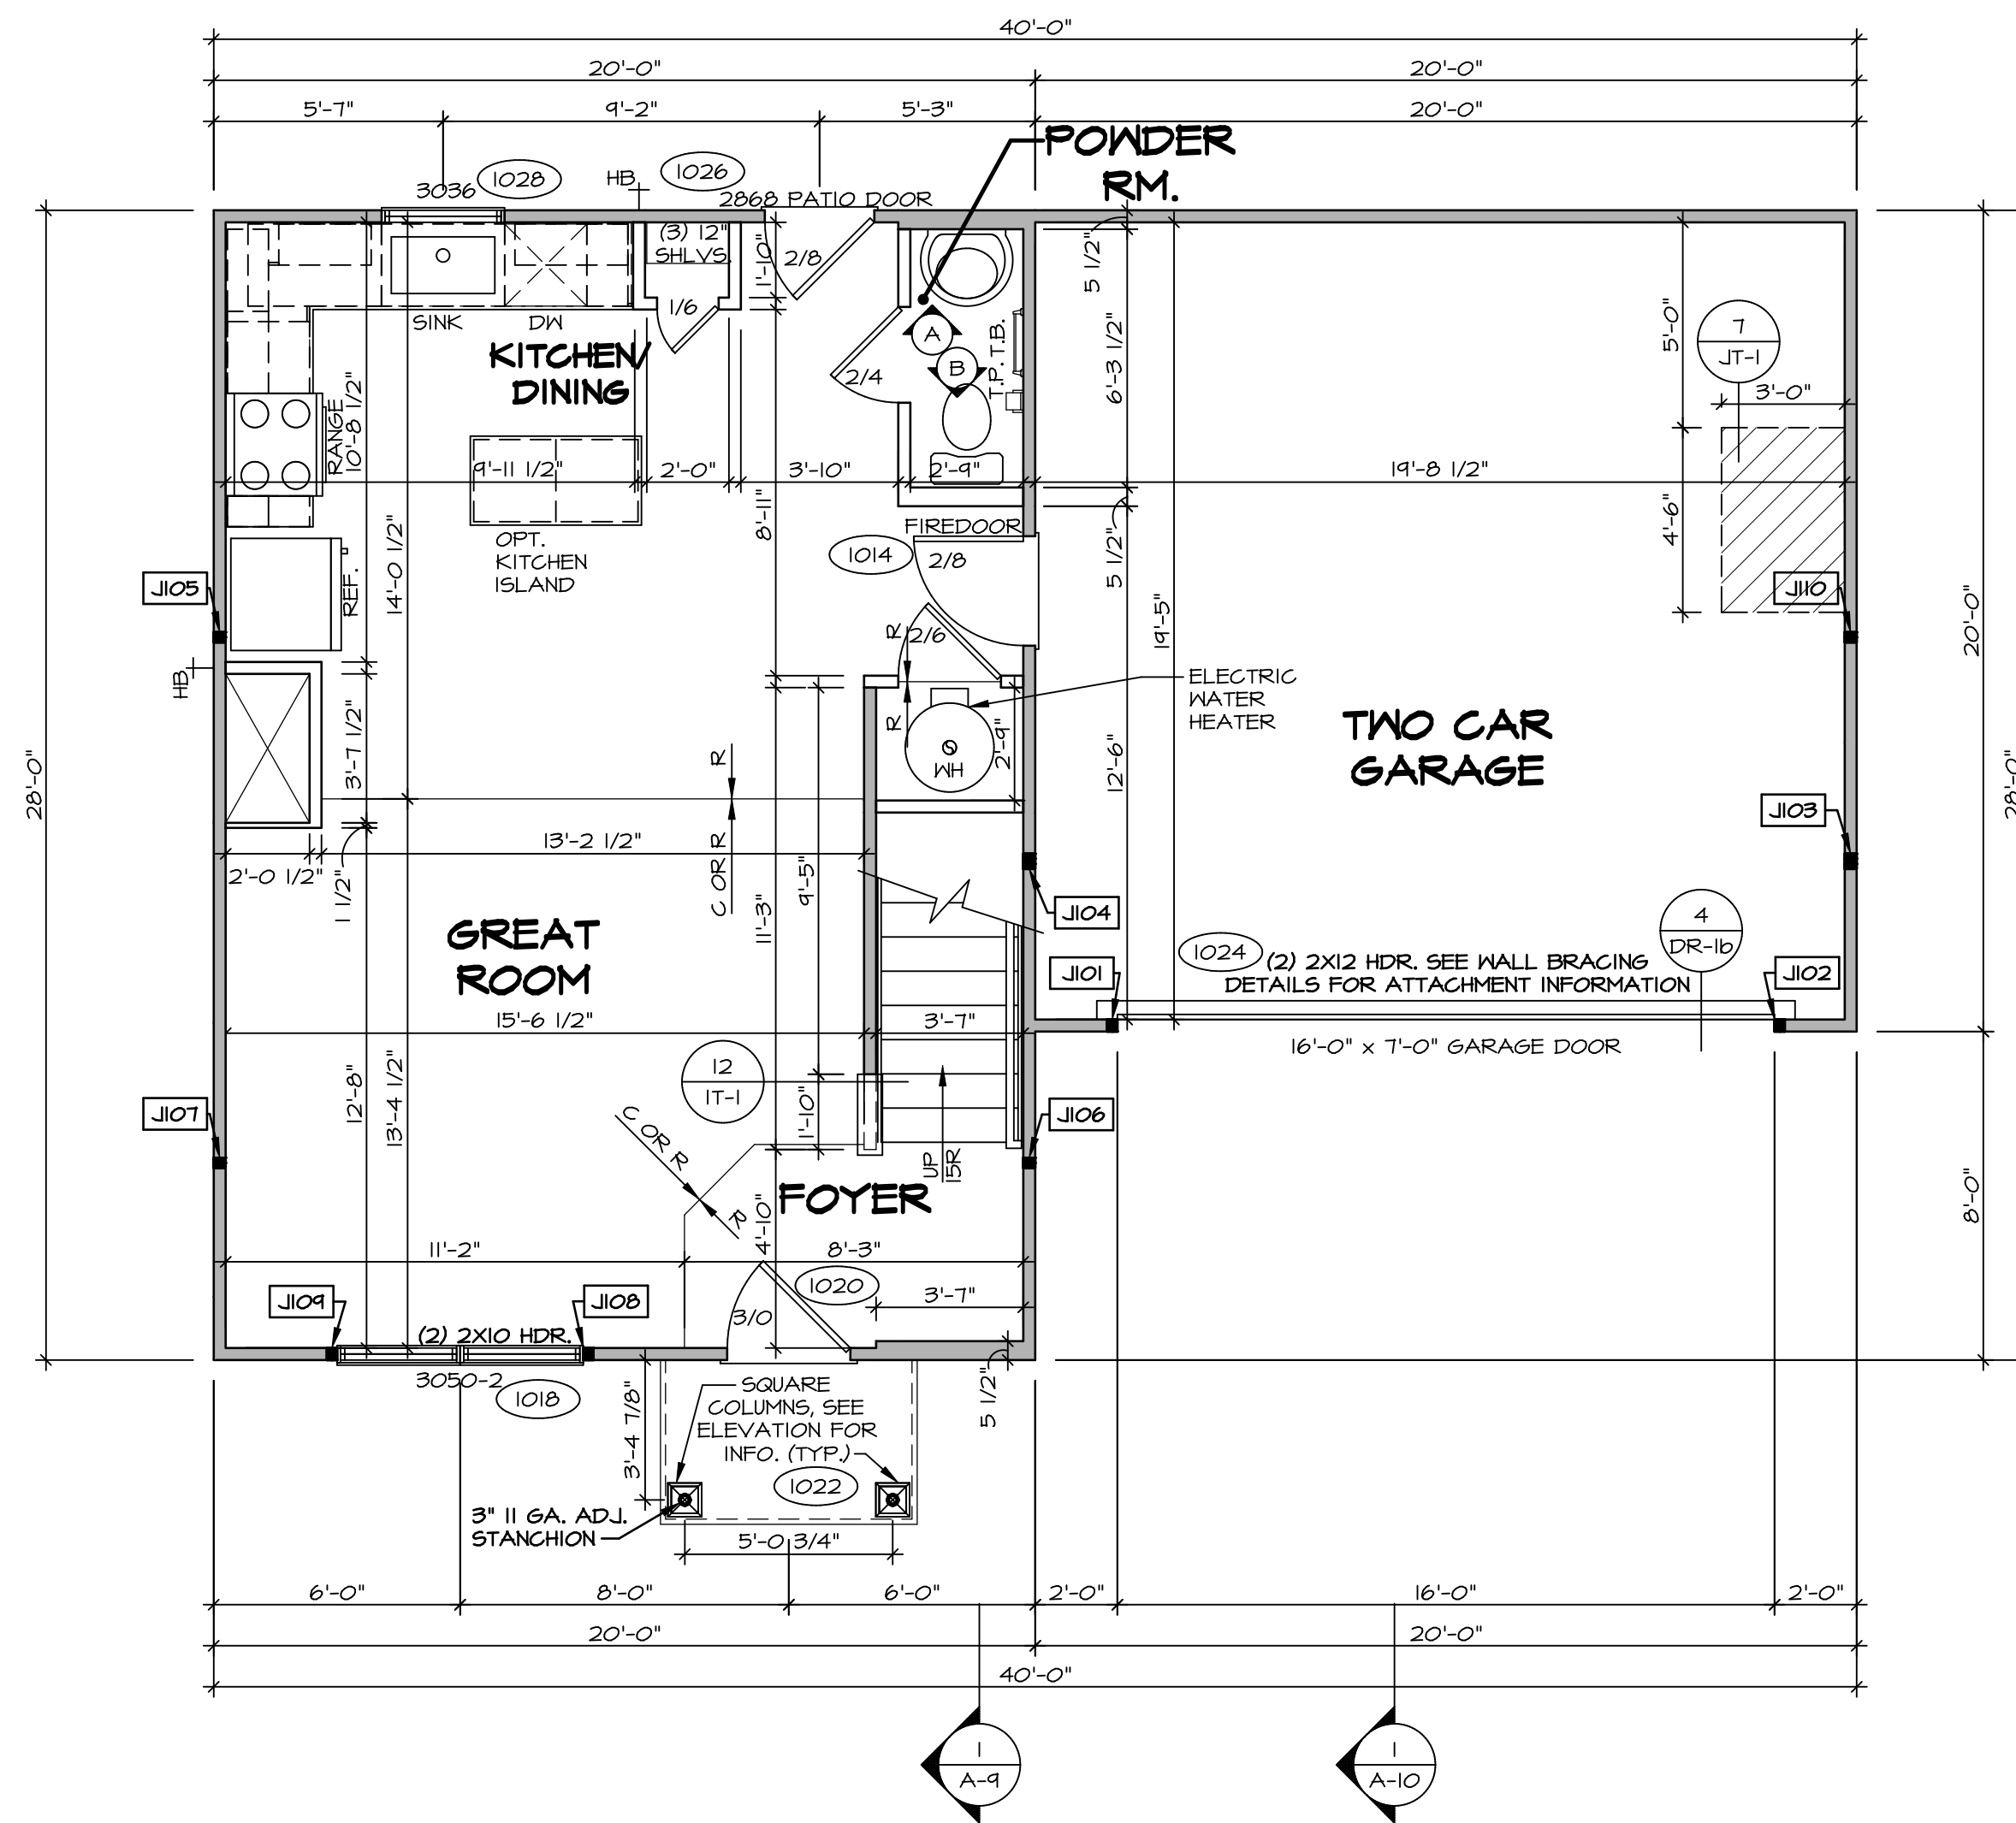 40'-0"
20'-0"
20'-0"
5'-7"
9'-2"
5'-3"
20'-0"
POWDER
RM.
3036
1028
HB
1026
2868 PATIO DOOR
(3) 12"
SHLVS.
1'-10"
2/8
5 1/2"
1/6
SINK
DW
KITCHEN/
DINING
A
B
T.P.
T.B.
2/4
6'-3 1/2"
5'-0"
7
JT-1
3'-0"
RANGE
10'-8 1/2"
9'-11 1/2"
2'-0"
3'-10"
2'-9"
19'-8 1/2"
8'-11"
4'-6"
14'-0 1/2"
OPT.
KITCHEN
ISLAND
FIREDOOR
1014
2/8
5 1/2"
J105
REF.
J110
19'-5"
20'-0"
R
2/6
HB
ELECTRIC
WATER
HEATER
R
2'-9"
WH
TWO CAR
GARAGE
12'-6"
3'-7 1/2"
R
28'-0"
28'-0"
J103
13'-2 1/2"
C OR R
9'-5"
2'-0 1/2"
1 1/2"
11'-3"
J104
GREAT
ROOM
4
DR-1b
1024
(2) 2X12 HDR. SEE WALL BRACING
DETAILS FOR ATTACHMENT INFORMATION
J101
J102
15'-6 1/2"
3'-7"
16'-0" x 7'-0" GARAGE DOOR
12
IT-1
12'-8"
13'-4 1/2"
1'-10"
J107
J106
C OR R
R
UP
15R
FOYER
4'-10"
8'-0"
11'-2"
8'-3"
1020
3'-7"
J109
J108
3/0
(2) 2X10 HDR.
3050-2
1018
3'-4 7/8"
SQUARE
COLUMNS, SEE
ELEVATION FOR
INFO. (TYP.)
5 1/2"
1022
3" 11 GA. ADJ.
STANCHION
5'-0 3/4"
6'-0"
8'-0"
6'-0"
2'-0"
16'-0"
2'-0"
20'-0"
20'-0"
40'-0"
1
A-9
1
A-10